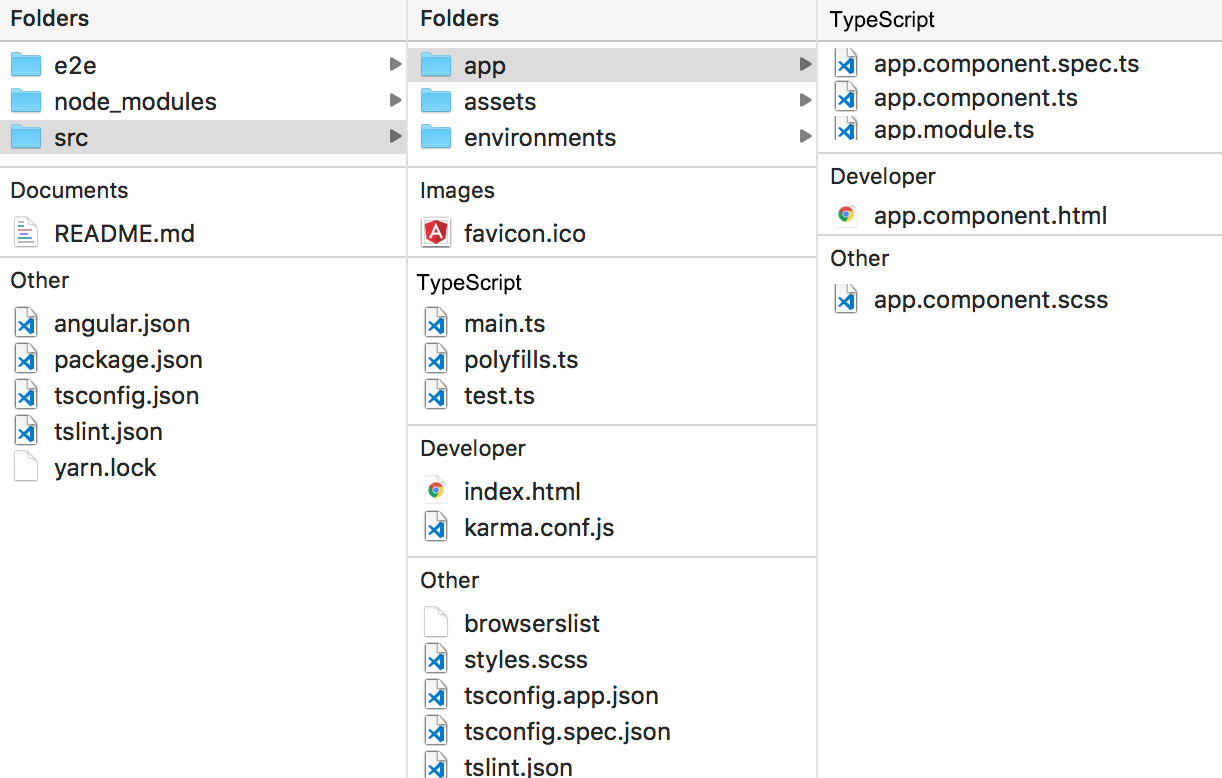 Folders
e2e
node_modules
src
Documents
README.md
Other
angular.json
package.json
tsconfig.json
tslint.json
yarn.lock
Folders
app
assets
environments
Images
favicon.ico
TypeScript
main.ts
polyfills.ts
test.ts
Developer
index.html
karma.conf.js
Other
browserslist
styles.scss
tsconfig.app.json
tsconfig.spec.json
tslint.json
TypeScript
app.component.spec.ts
app.component.ts
app.module.ts
Developer
app.component.html
Other
app.component.scss